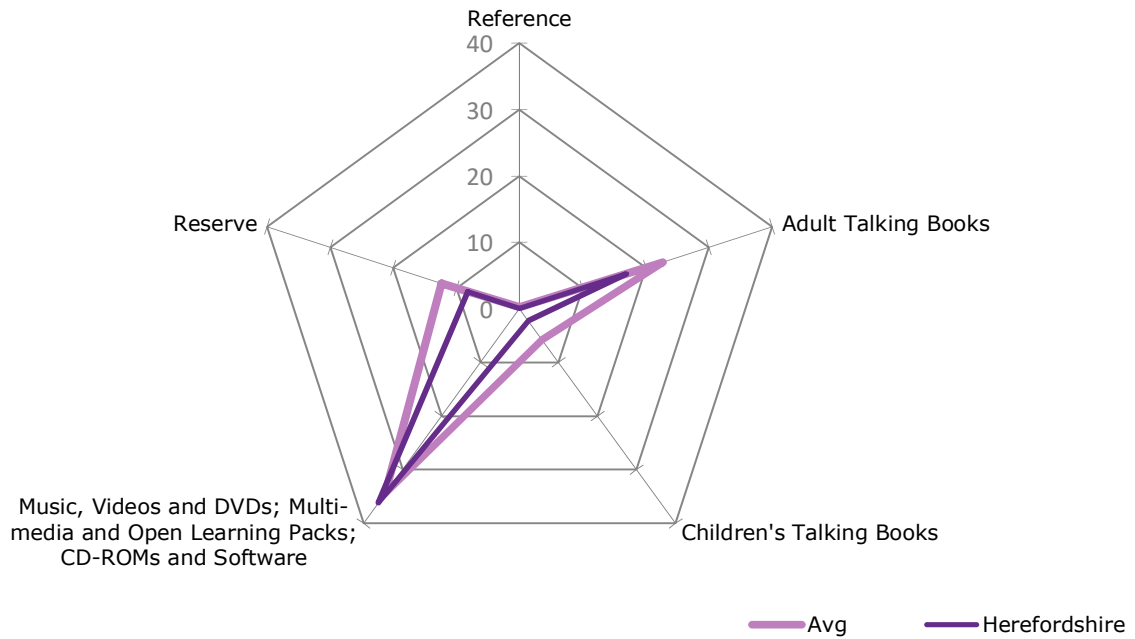 Reference
40
30
20
10
0
Reserve
Adult Talking Books
Music, Videos and DVDs; Multi-
media and Open Learning Packs;
CD-ROMs and Software
Children's Talking Books
Avg
Herefordshire